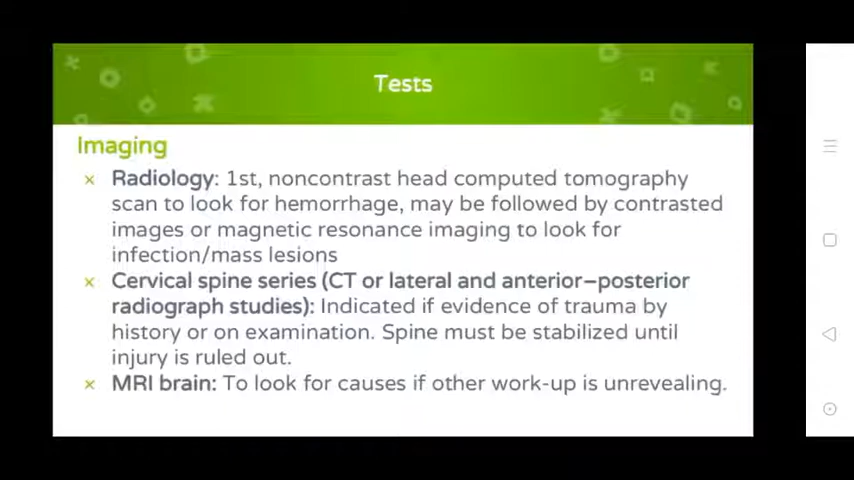 Tests
Imaging
× Radiology: 1st, noncontrast head computed tomography
scan to look for hemorrhage, may be followed by contrasted
images or magnetic resonance imaging to look for
infection/mass lesions
× Cervical spine series (CT or lateral and anterior–posterior
radiograph studies): Indicated if evidence of trauma by
history or on examination. Spine must be stabilized until
injury is ruled out.
× MRI brain: To look for causes if other work-up is unrevealing.